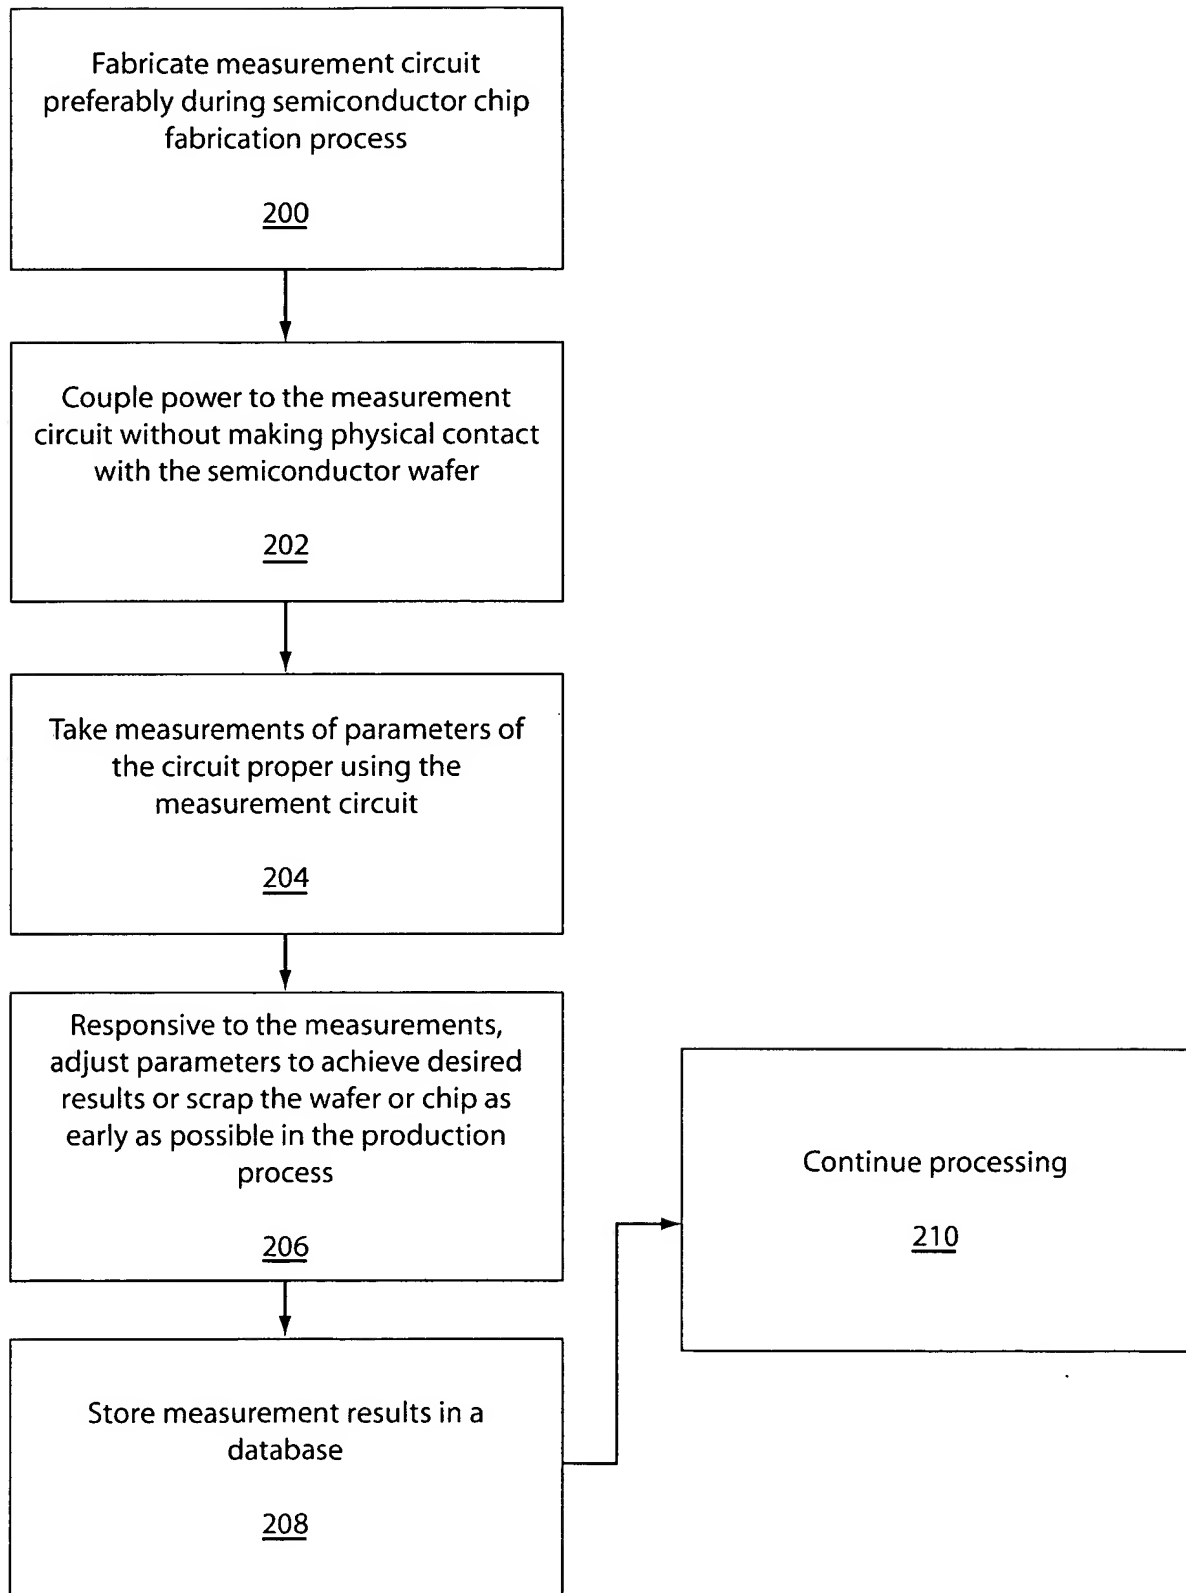 Fabricate measurement circuit
preferably during semiconductor chip
fabrication process
200
Couple power to the measurement
circuit without making physical contact
with the semiconductor wafer
202
Take measurements of parameters of
the circuit proper using the
measurement circuit
204
Responsive to the measurements,
adjust parameters to achieve desired
results or scrap the wafer or chip as
early as possible in the production
process
206
Store measurement results in a
database
208
Continue processing
210